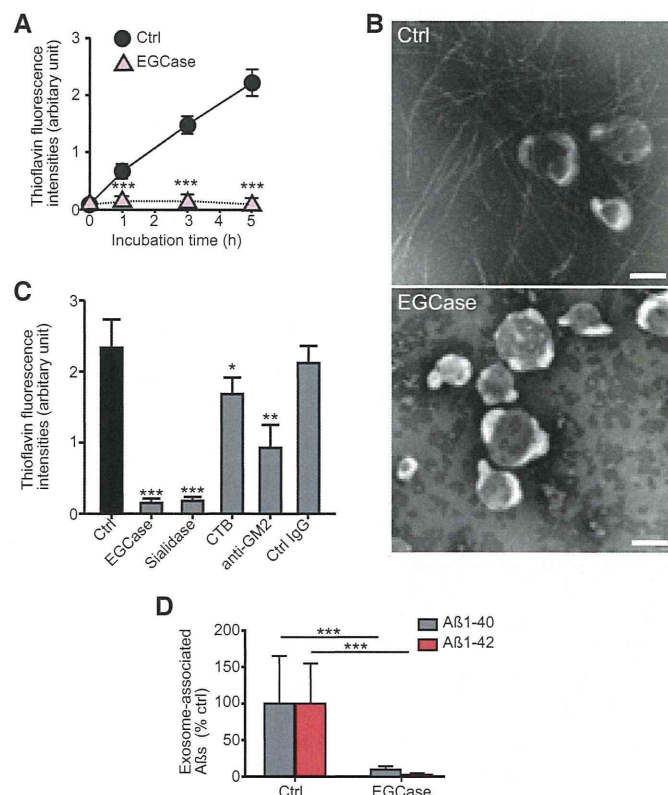 A
Thioflavin fluorescence
intensities (arbitary unit)
3
2
1
0
Ctrl
EGCase
***
***
***
0
1
3
5
Incubation time (h)
B
Ctrl
EGCase
C
Thioflavin fluorescence
intensities (arbitary unit)
3
2
1
0
***
***
*
**
Ctrl
EGCase
Sialidase
CTB
anti-GM2
Ctrl IgG
D
Exosome-associated
Aßs (% ctrl)
200
150
100
50
0
***
***
Aß1-40
Aß1-42
Ctrl
EGCase